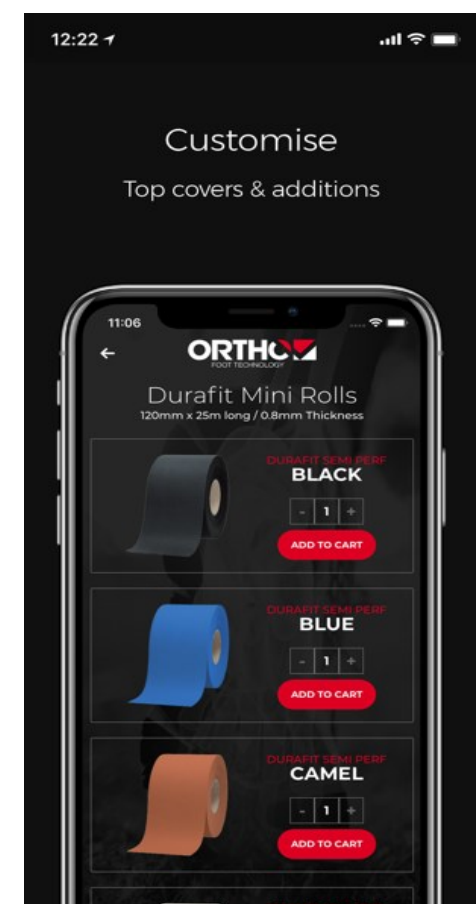 12:22
Customise
Top covers & additions
11:06
ORTHO
FOOT TECHNOLOGY
Durafit Mini Rolls
120mm x 25m long / 0.8mm Thickness
DURAFIT SEMI PERF
BLACK
- 1 +
ADD TO CART
DURAFIT SEMI PERF
BLUE
- 1 +
ADD TO CART
DURAFIT SEMI PERF
CAMEL
- 1 +
ADD TO CART